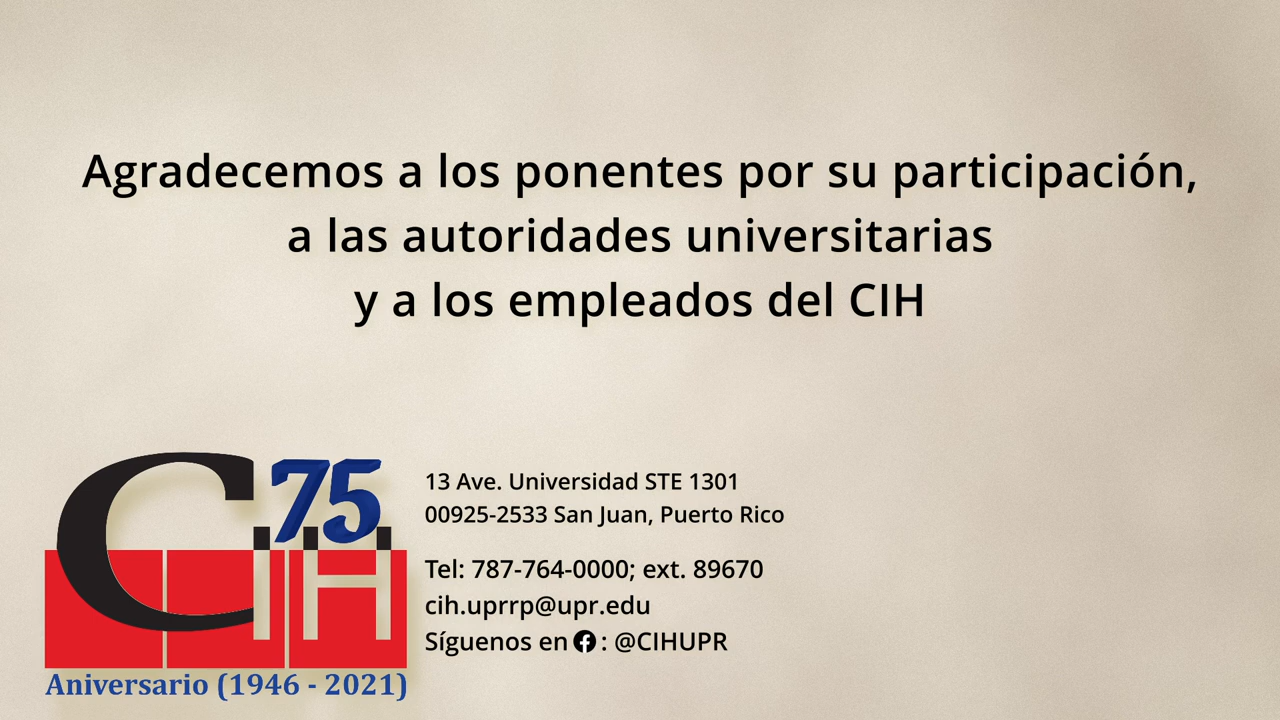 Agradecemos a los ponentes por su participación,
a las autoridades universitarias
y a los empleados del CIH
CIH 75
Aniversario (1946 - 2021)
13 Ave. Universidad STE 1301
00925-2533 San Juan, Puerto Rico
Tel: 787-764-0000; ext. 89670
cih.uprrp@upr.edu
Síguenos en : @CIHUPR